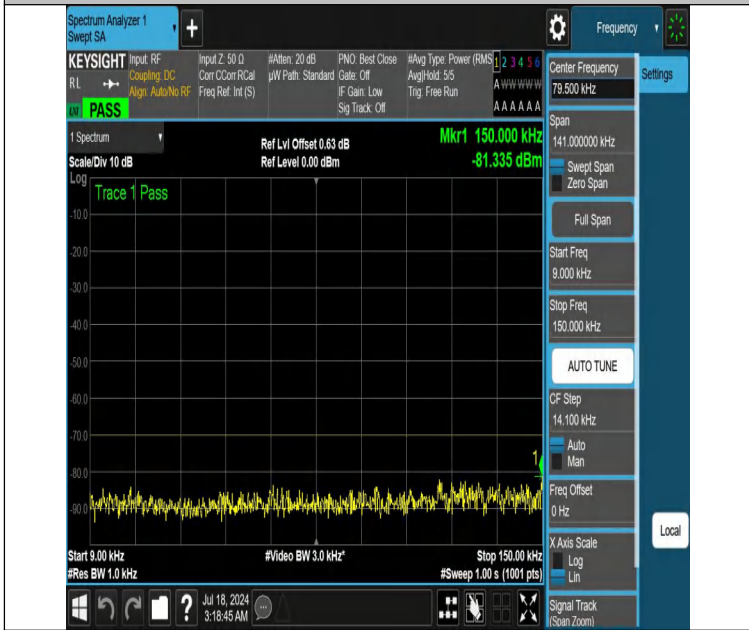 Spectrum Analyzer 1
Swept SA
Frequency
KEYSIGHT
RL
PASS
Input: RF
Coupling: DC
Align: Auto/No RF
Input Z: 50 Ω
Corr CCorr RCal
Freq Ref: Int (S)
#Atten: 20 dB
µW Path: Standard
PNO: Best Close
Gate: Off
IF Gain: Low
Sig Track: Off
#Avg Type: Power (RMS
Avg|Hold: 5/5
Trig: Free Run
1 2 3 4 5 6
A W W W W W
A A A A A A
1 Spectrum
Scale/Div 10 dB
Ref Lvl Offset 0.63 dB
Ref Level 0.00 dBm
Mkr1 150.000 kHz
-81.335 dBm
Log
Trace 1 Pass
-10.0
-20.0
-30.0
-40.0
-50.0
-60.0
-70.0
-80.0
-90.0
1
Start 9.00 kHz
#Res BW 1.0 kHz
#Video BW 3.0 kHz*
Stop 150.00 kHz
#Sweep 1.00 s (1001 pts)
Jul 18, 2024
3:18:45 AM
?
Center Frequency
79.500 kHz
Settings
Span
141.000000 kHz
Swept Span
Zero Span
Full Span
Start Freq
9.000 kHz
Stop Freq
150.000 kHz
AUTO TUNE
CF Step
14.100 kHz
Auto
Man
Freq Offset
0 Hz
X Axis Scale
Log
Lin
Signal Track
(Span Zoom)
Local